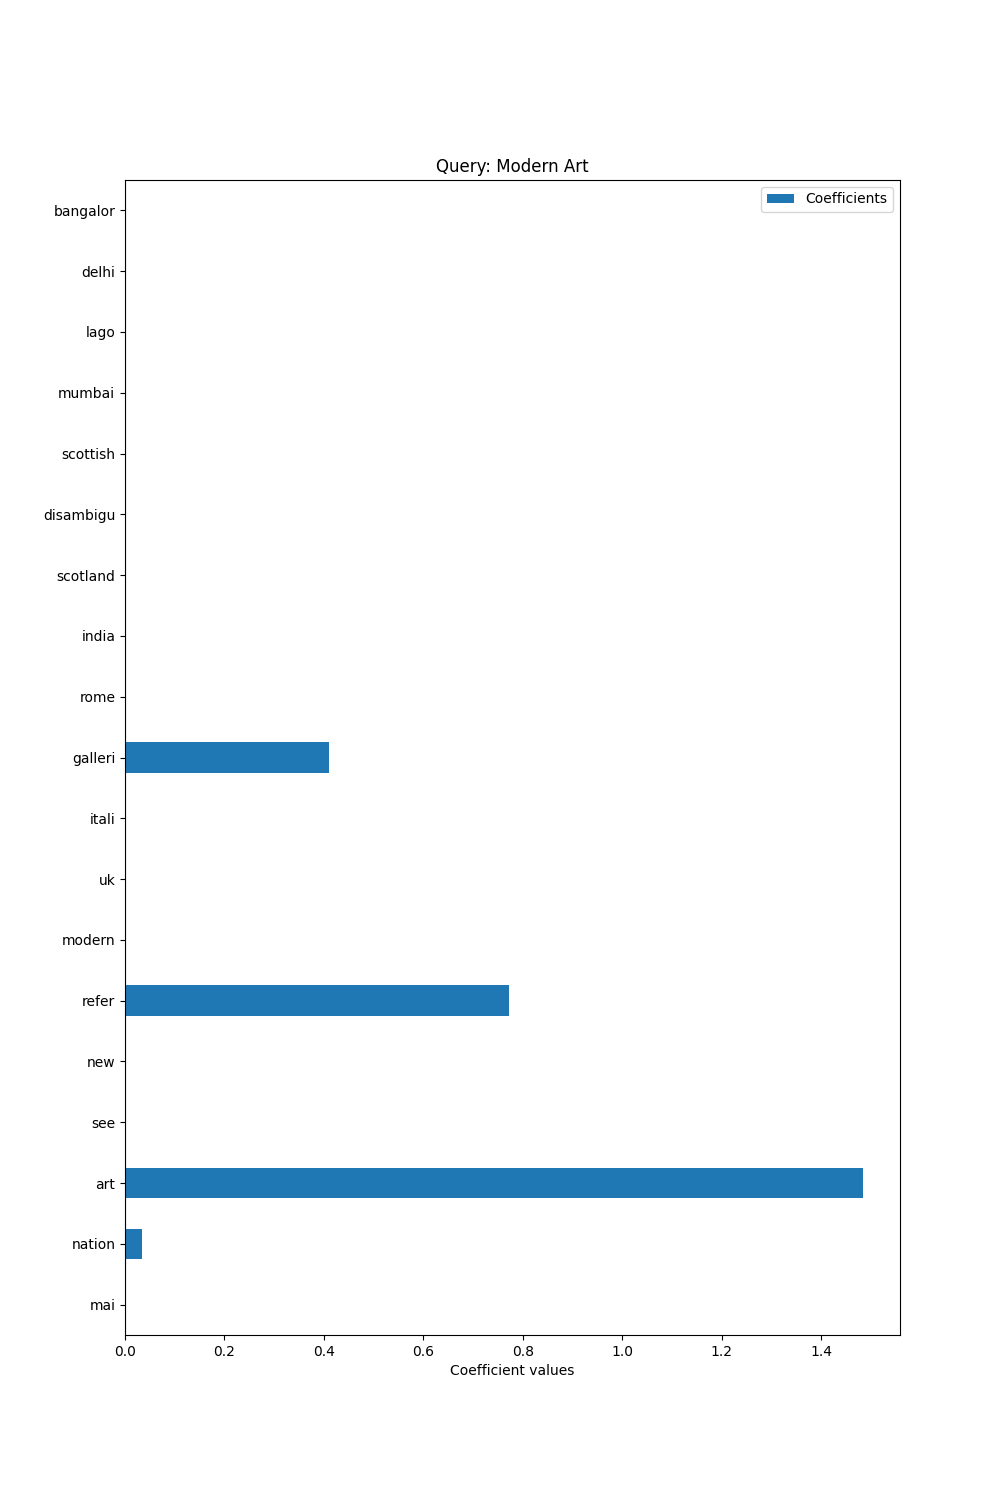 Query: Modern Art
Coefficients
bangalor
delhi
lago
mumbai
scottish
disambigu
scotland
india
rome
galleri
itali
uk
modern
refer
new
see
art
nation
mai
0.0 0.2 0.4 0.6 0.8 1.0 1.2 1.4
Coefficient values